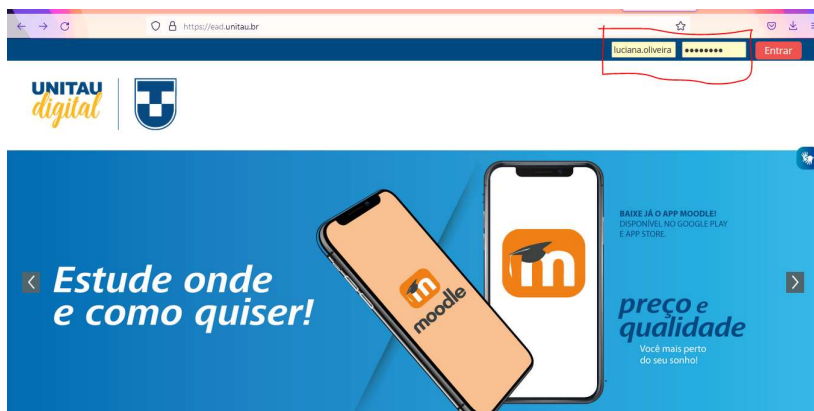 https://ead.unitau.br
luciana.oliveira ●●●●●●●● Entrar
UNITAU
digital
BAIXE JÁ O APP MOODLE!
DISPONÍVEL NO GOOGLE PLAY
E APP STORE.
Estude onde
e como quiser!
m
moodle
m
preço e
qualidade
Você mais perto
do seu sonho!